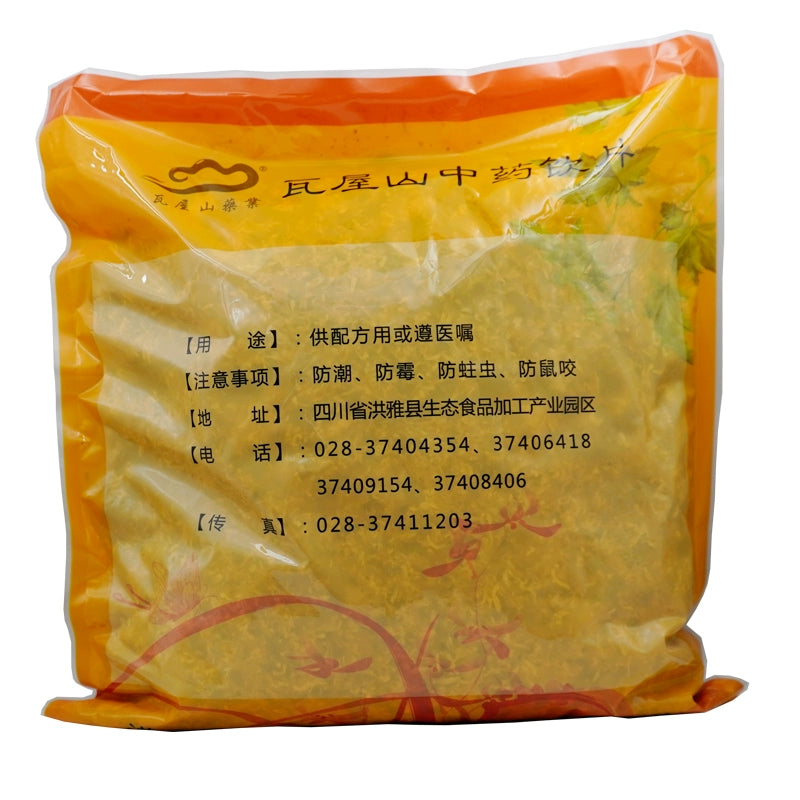 瓦屋山藥業®
瓦屋山中药饮片
【用 途】：供配方用或遵医嘱
【注意事项】：防潮、防霉、防蛀虫、防鼠咬
【地 址】：四川省洪雅县生态食品加工产业园区
【电 话】：028-37404354、37406418
37409154、37408406
【传 真】：028-37411203